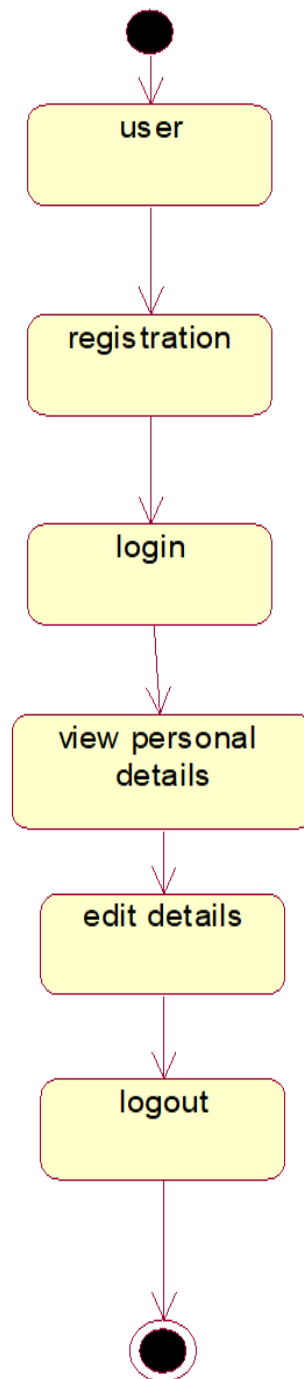 user
registration
login
view personal
details
edit details
logout